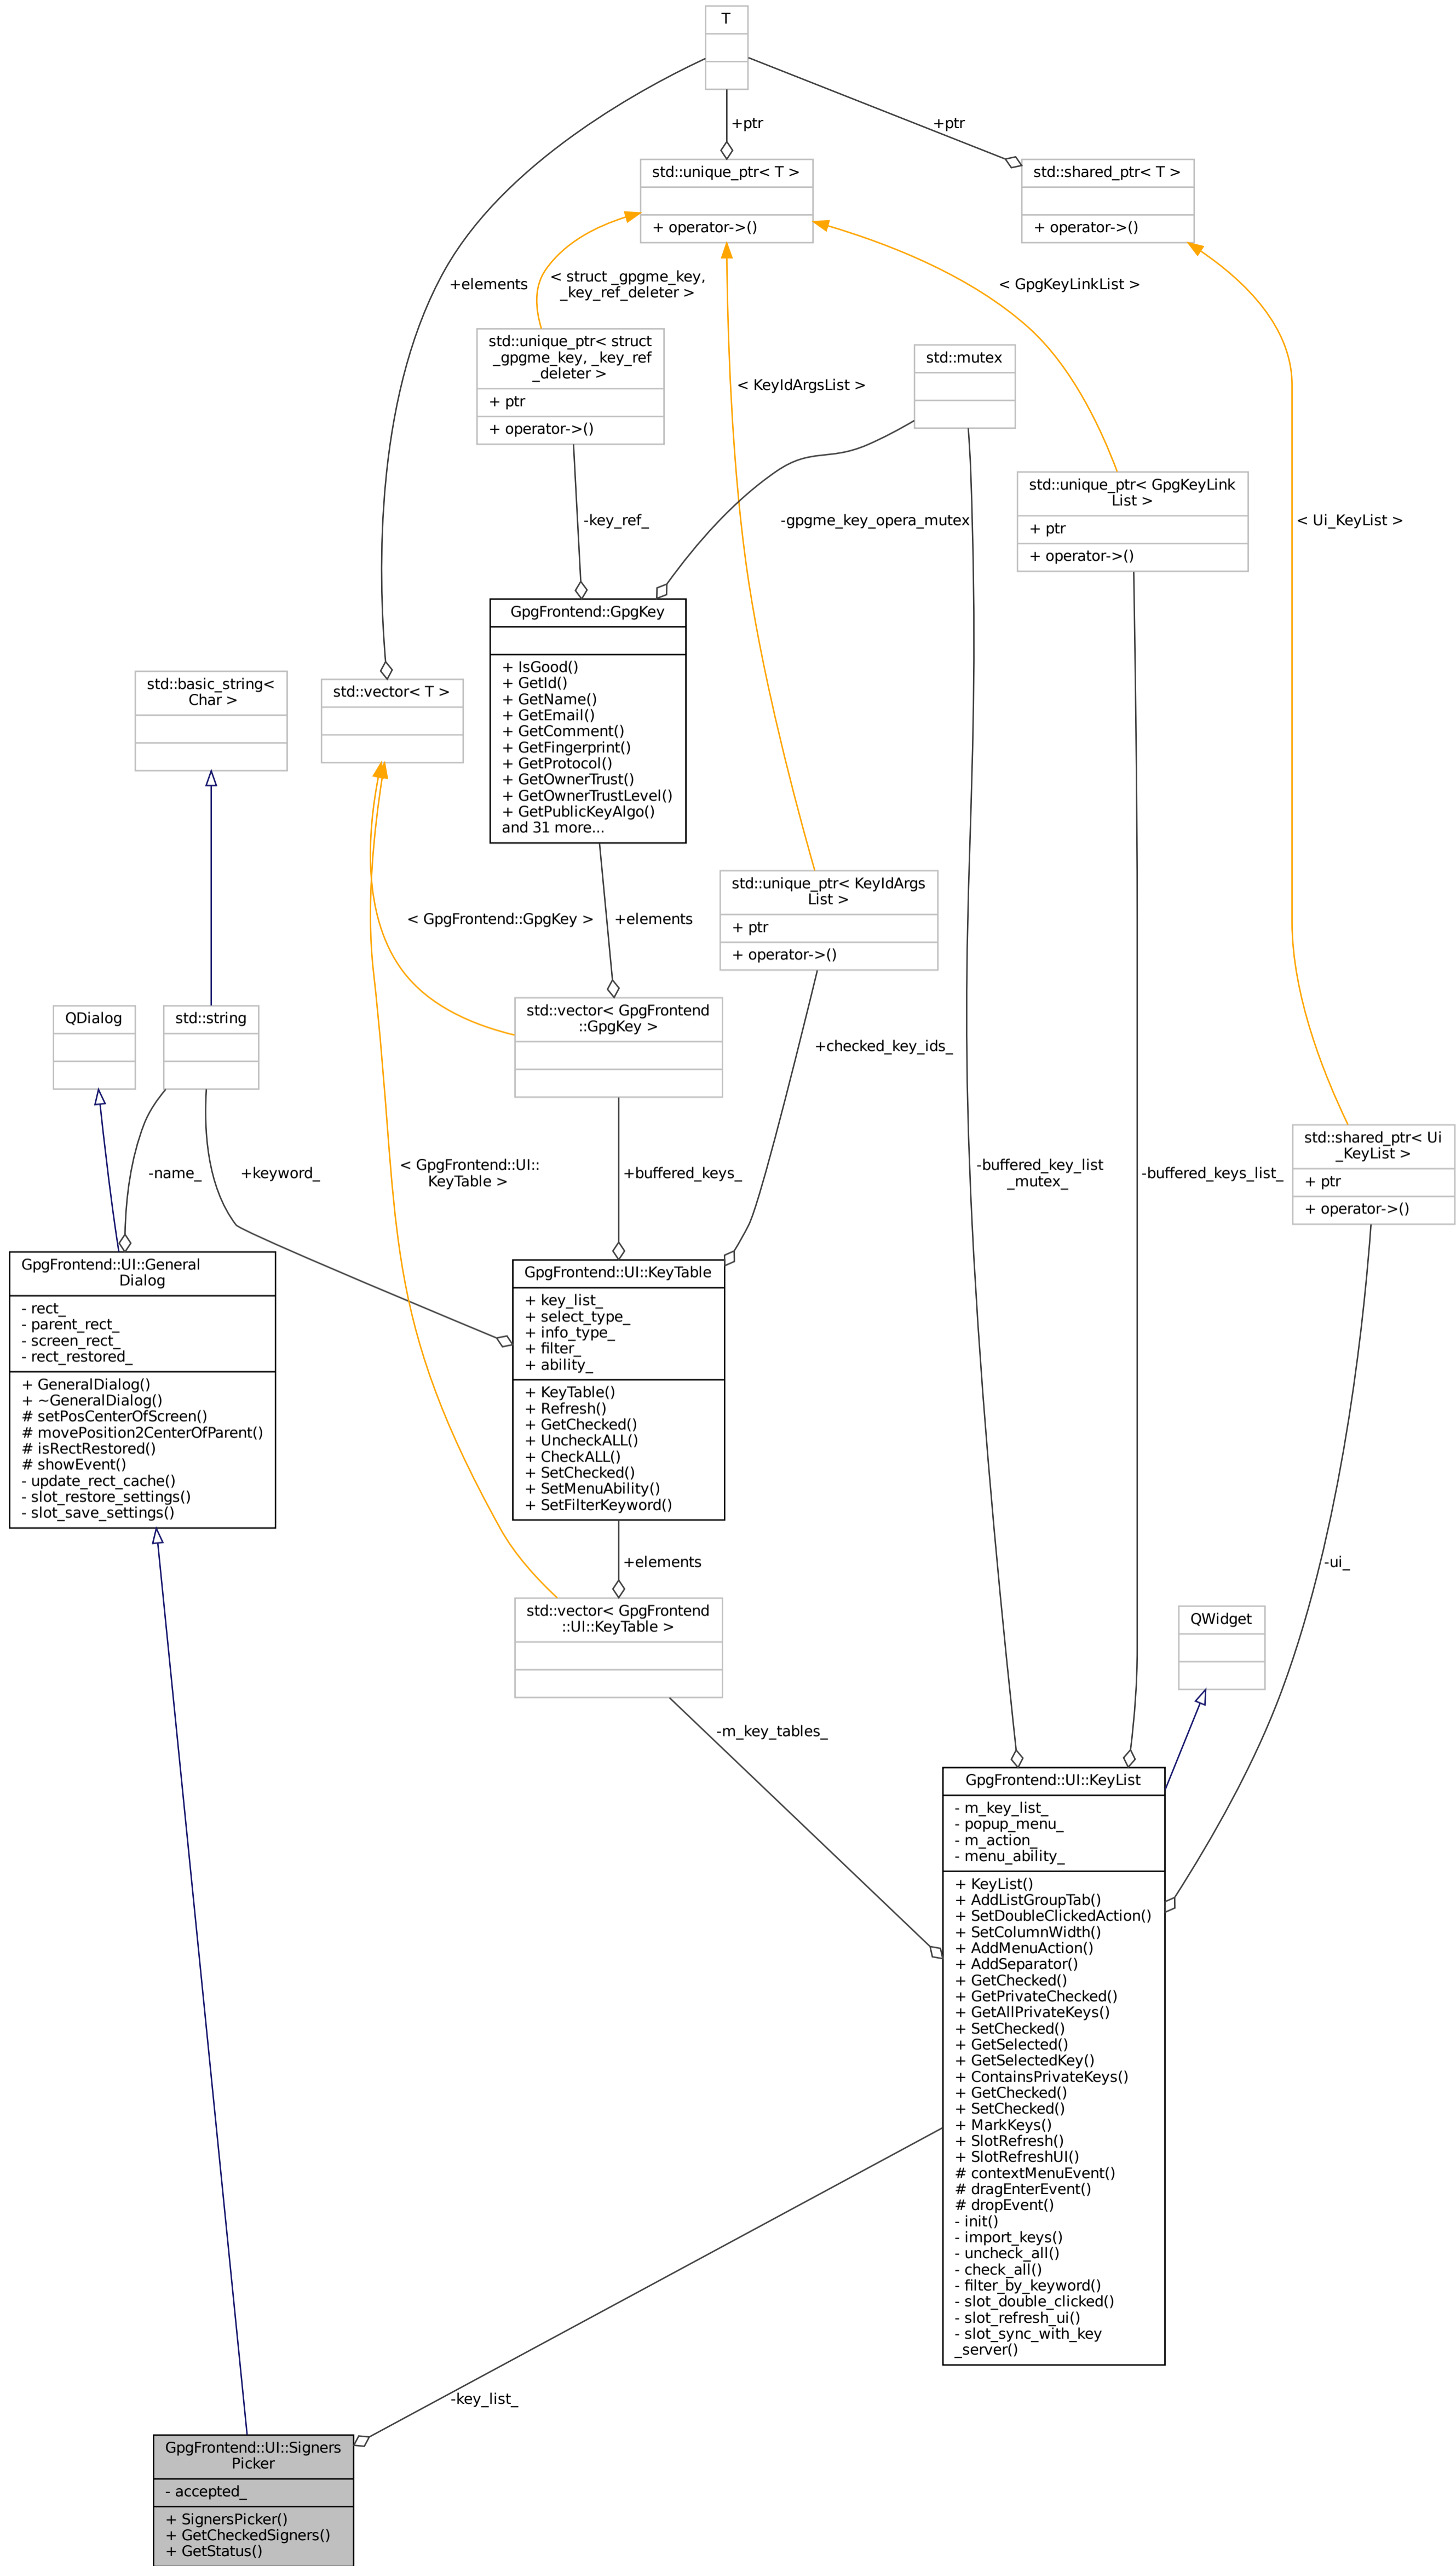 T
+ptr
+ptr
std::unique_ptr< T >
+ operator->()
std::shared_ptr< T >
+ operator->()
+elements
< struct _gpgme_key,
_key_ref_deleter >
< GpgKeyLinkList >
std::unique_ptr< struct
_gpgme_key, _key_ref
_deleter >
+ ptr
+ operator->()
std::mutex
< KeyIdArgsList >
std::unique_ptr< GpgKeyLink
List >
+ ptr
+ operator->()
-key_ref_
-gpgme_key_opera_mutex
< Ui_KeyList >
GpgFrontend::GpgKey
+ IsGood()
+ GetId()
+ GetName()
+ GetEmail()
+ GetComment()
+ GetFingerprint()
+ GetProtocol()
+ GetOwnerTrust()
+ GetOwnerTrustLevel()
+ GetPublicKeyAlgo()
and 31 more...
std::basic_string<
Char >
std::vector< T >
std::unique_ptr< KeyIdArgs
List >
+ ptr
+ operator->()
< GpgFrontend::GpgKey >
+elements
QDialog
std::string
std::vector< GpgFrontend
::GpgKey >
+checked_key_ids_
-name_
+keyword_
< GpgFrontend::UI::
KeyTable >
+buffered_keys_
-buffered_key_list
_mutex_
-buffered_keys_list_
std::shared_ptr< Ui
_KeyList >
+ ptr
+ operator->()
GpgFrontend::UI::General
Dialog
- rect_
- parent_rect_
- screen_rect_
- rect_restored_
+ GeneralDialog()
+ ~GeneralDialog()
# setPosCenterOfScreen()
# movePosition2CenterOfParent()
# isRectRestored()
# showEvent()
- update_rect_cache()
- slot_restore_settings()
- slot_save_settings()
GpgFrontend::UI::KeyTable
+ key_list_
+ select_type_
+ info_type_
+ filter_
+ ability_
+ KeyTable()
+ Refresh()
+ GetChecked()
+ UncheckALL()
+ CheckALL()
+ SetChecked()
+ SetMenuAbility()
+ SetFilterKeyword()
+elements
-ui_
std::vector< GpgFrontend
::UI::KeyTable >
QWidget
-m_key_tables_
GpgFrontend::UI::KeyList
- m_key_list_
- popup_menu_
- m_action_
- menu_ability_
+ KeyList()
+ AddListGroupTab()
+ SetDoubleClickedAction()
+ SetColumnWidth()
+ AddMenuAction()
+ AddSeparator()
+ GetChecked()
+ GetPrivateChecked()
+ GetAllPrivateKeys()
+ SetChecked()
+ GetSelected()
+ GetSelectedKey()
+ ContainsPrivateKeys()
+ GetChecked()
+ SetChecked()
+ MarkKeys()
+ SlotRefresh()
+ SlotRefreshUI()
# contextMenuEvent()
# dragEnterEvent()
# dropEvent()
- init()
- import_keys()
- uncheck_all()
- check_all()
- filter_by_keyword()
- slot_double_clicked()
- slot_refresh_ui()
- slot_sync_with_key
_server()
-key_list_
GpgFrontend::UI::Signers
Picker
- accepted_
+ SignersPicker()
+ GetCheckedSigners()
+ GetStatus()